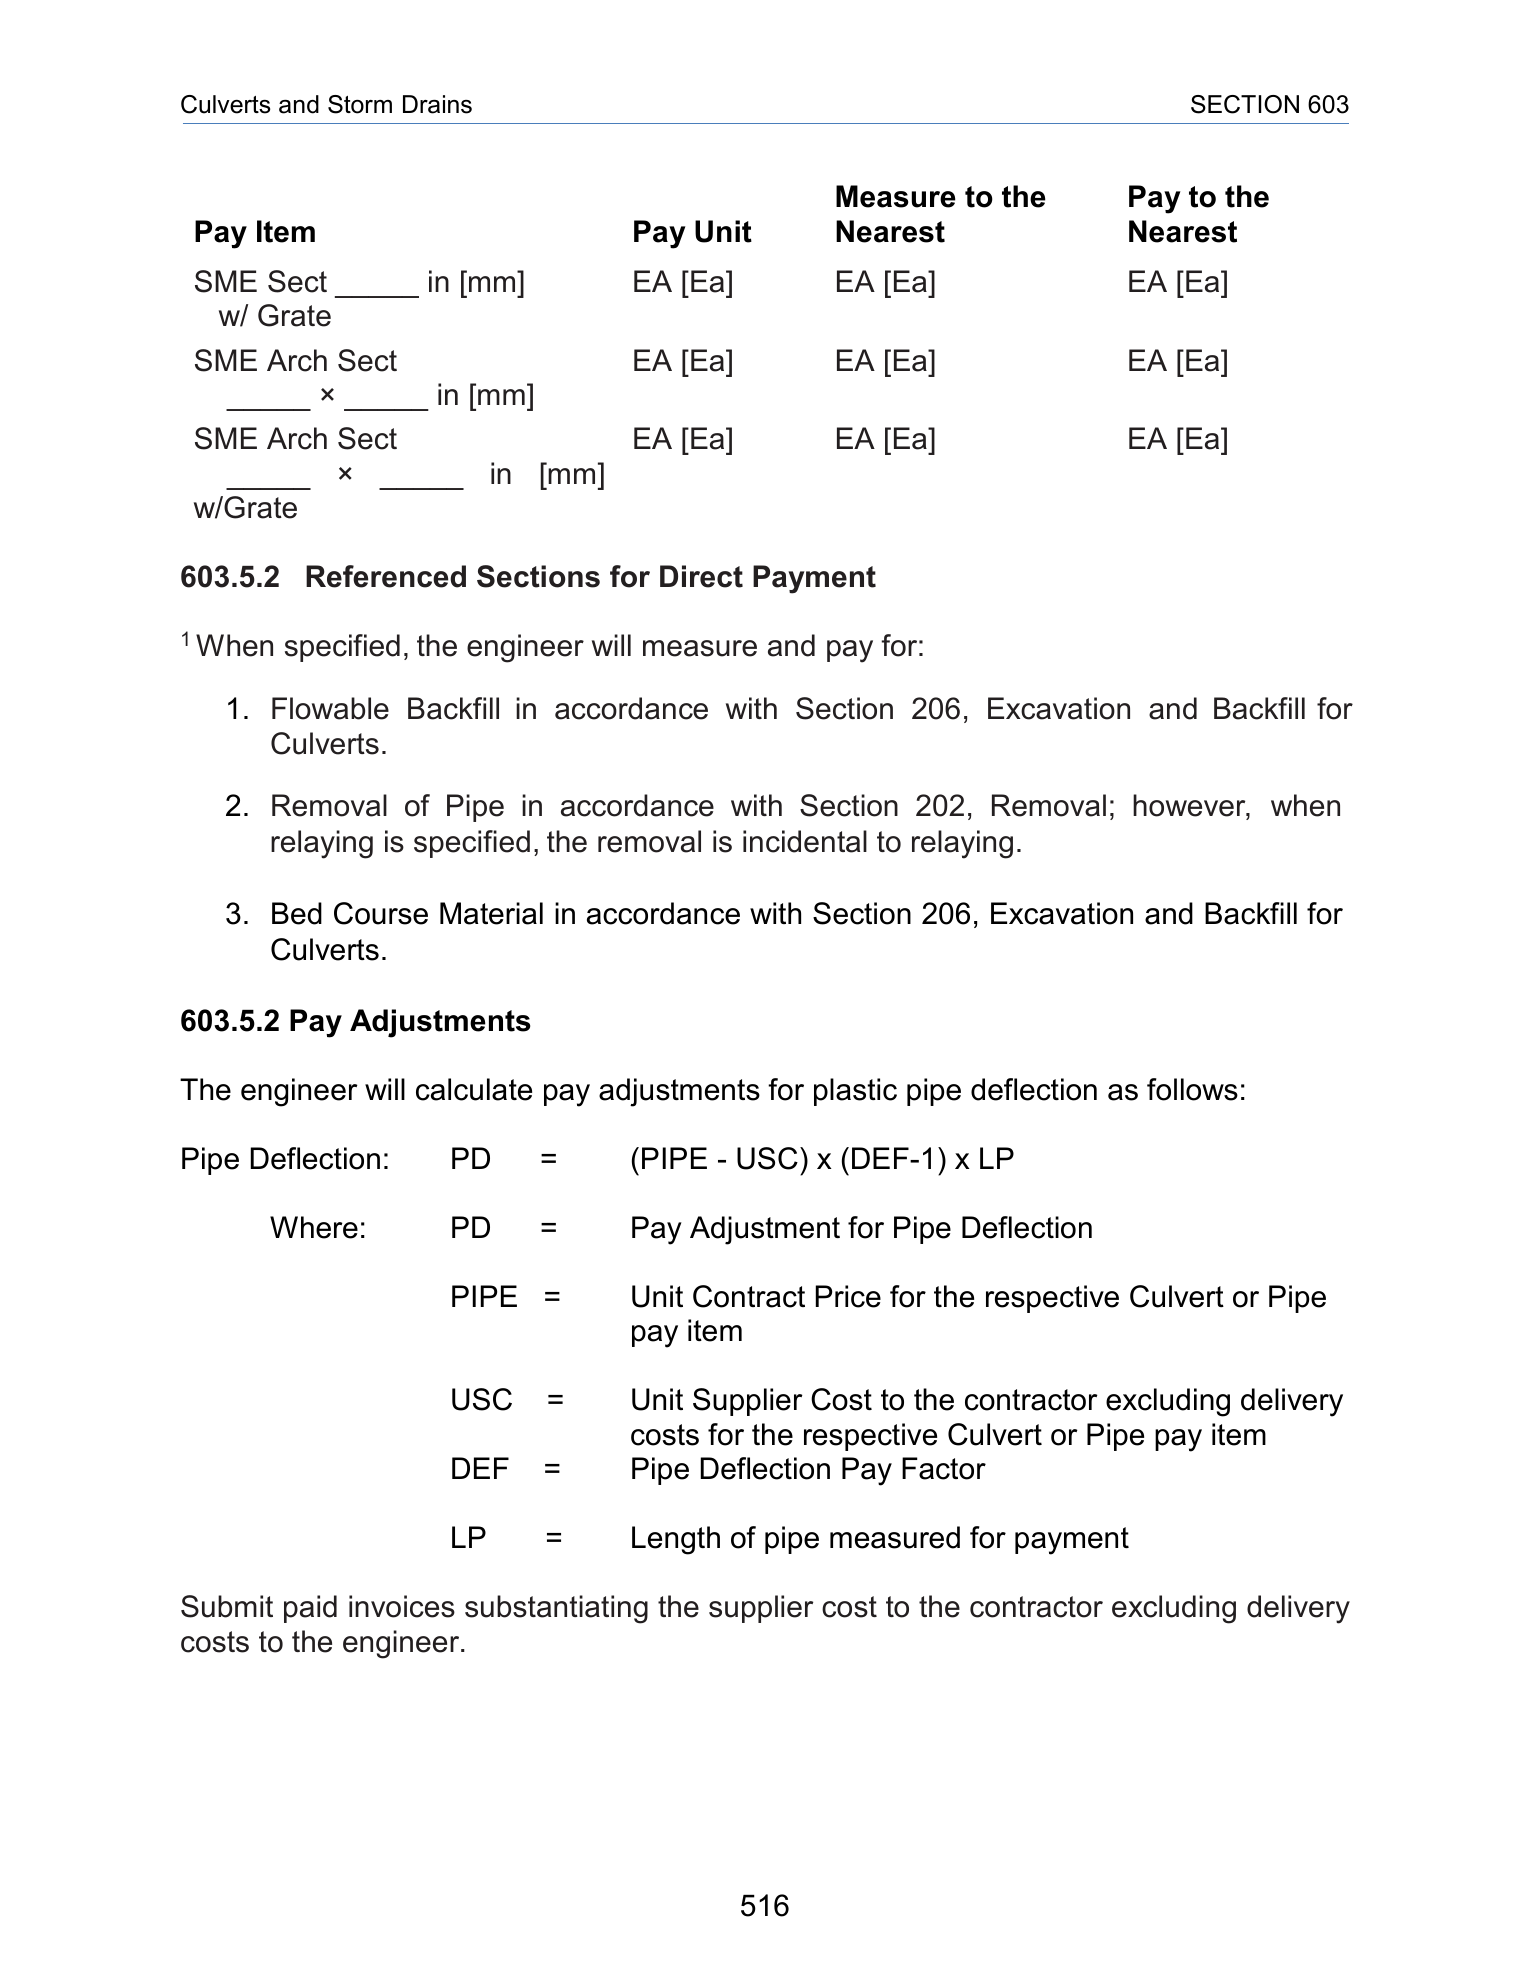 Culverts and Storm Drains SECTION 603
Pay Item Pay Unit Measure to the Nearest Pay to the Nearest
SME Sect _____ in [mm] EA [Ea] EA [Ea] EA [Ea]
w/ Grate
SME Arch Sect EA [Ea] EA [Ea] EA [Ea]
_____ × _____ in [mm]
SME Arch Sect EA [Ea] EA [Ea] EA [Ea]
_____ × _____ in [mm]
w/Grate
603.5.2 Referenced Sections for Direct Payment
1 When specified, the engineer will measure and pay for:
1. Flowable Backfill in accordance with Section 206, Excavation and Backfill for
Culverts.
2. Removal of Pipe in accordance with Section 202, Removal; however, when
relaying is specified, the removal is incidental to relaying.
3. Bed Course Material in accordance with Section 206, Excavation and Backfill for
Culverts.
603.5.2 Pay Adjustments
The engineer will calculate pay adjustments for plastic pipe deflection as follows:
Pipe Deflection: PD = (PIPE - USC) x (DEF-1) x LP
Where: PD = Pay Adjustment for Pipe Deflection
PIPE = Unit Contract Price for the respective Culvert or Pipe
pay item
USC = Unit Supplier Cost to the contractor excluding delivery
costs for the respective Culvert or Pipe pay item
DEF = Pipe Deflection Pay Factor
LP = Length of pipe measured for payment
Submit paid invoices substantiating the supplier cost to the contractor excluding delivery
costs to the engineer.
516